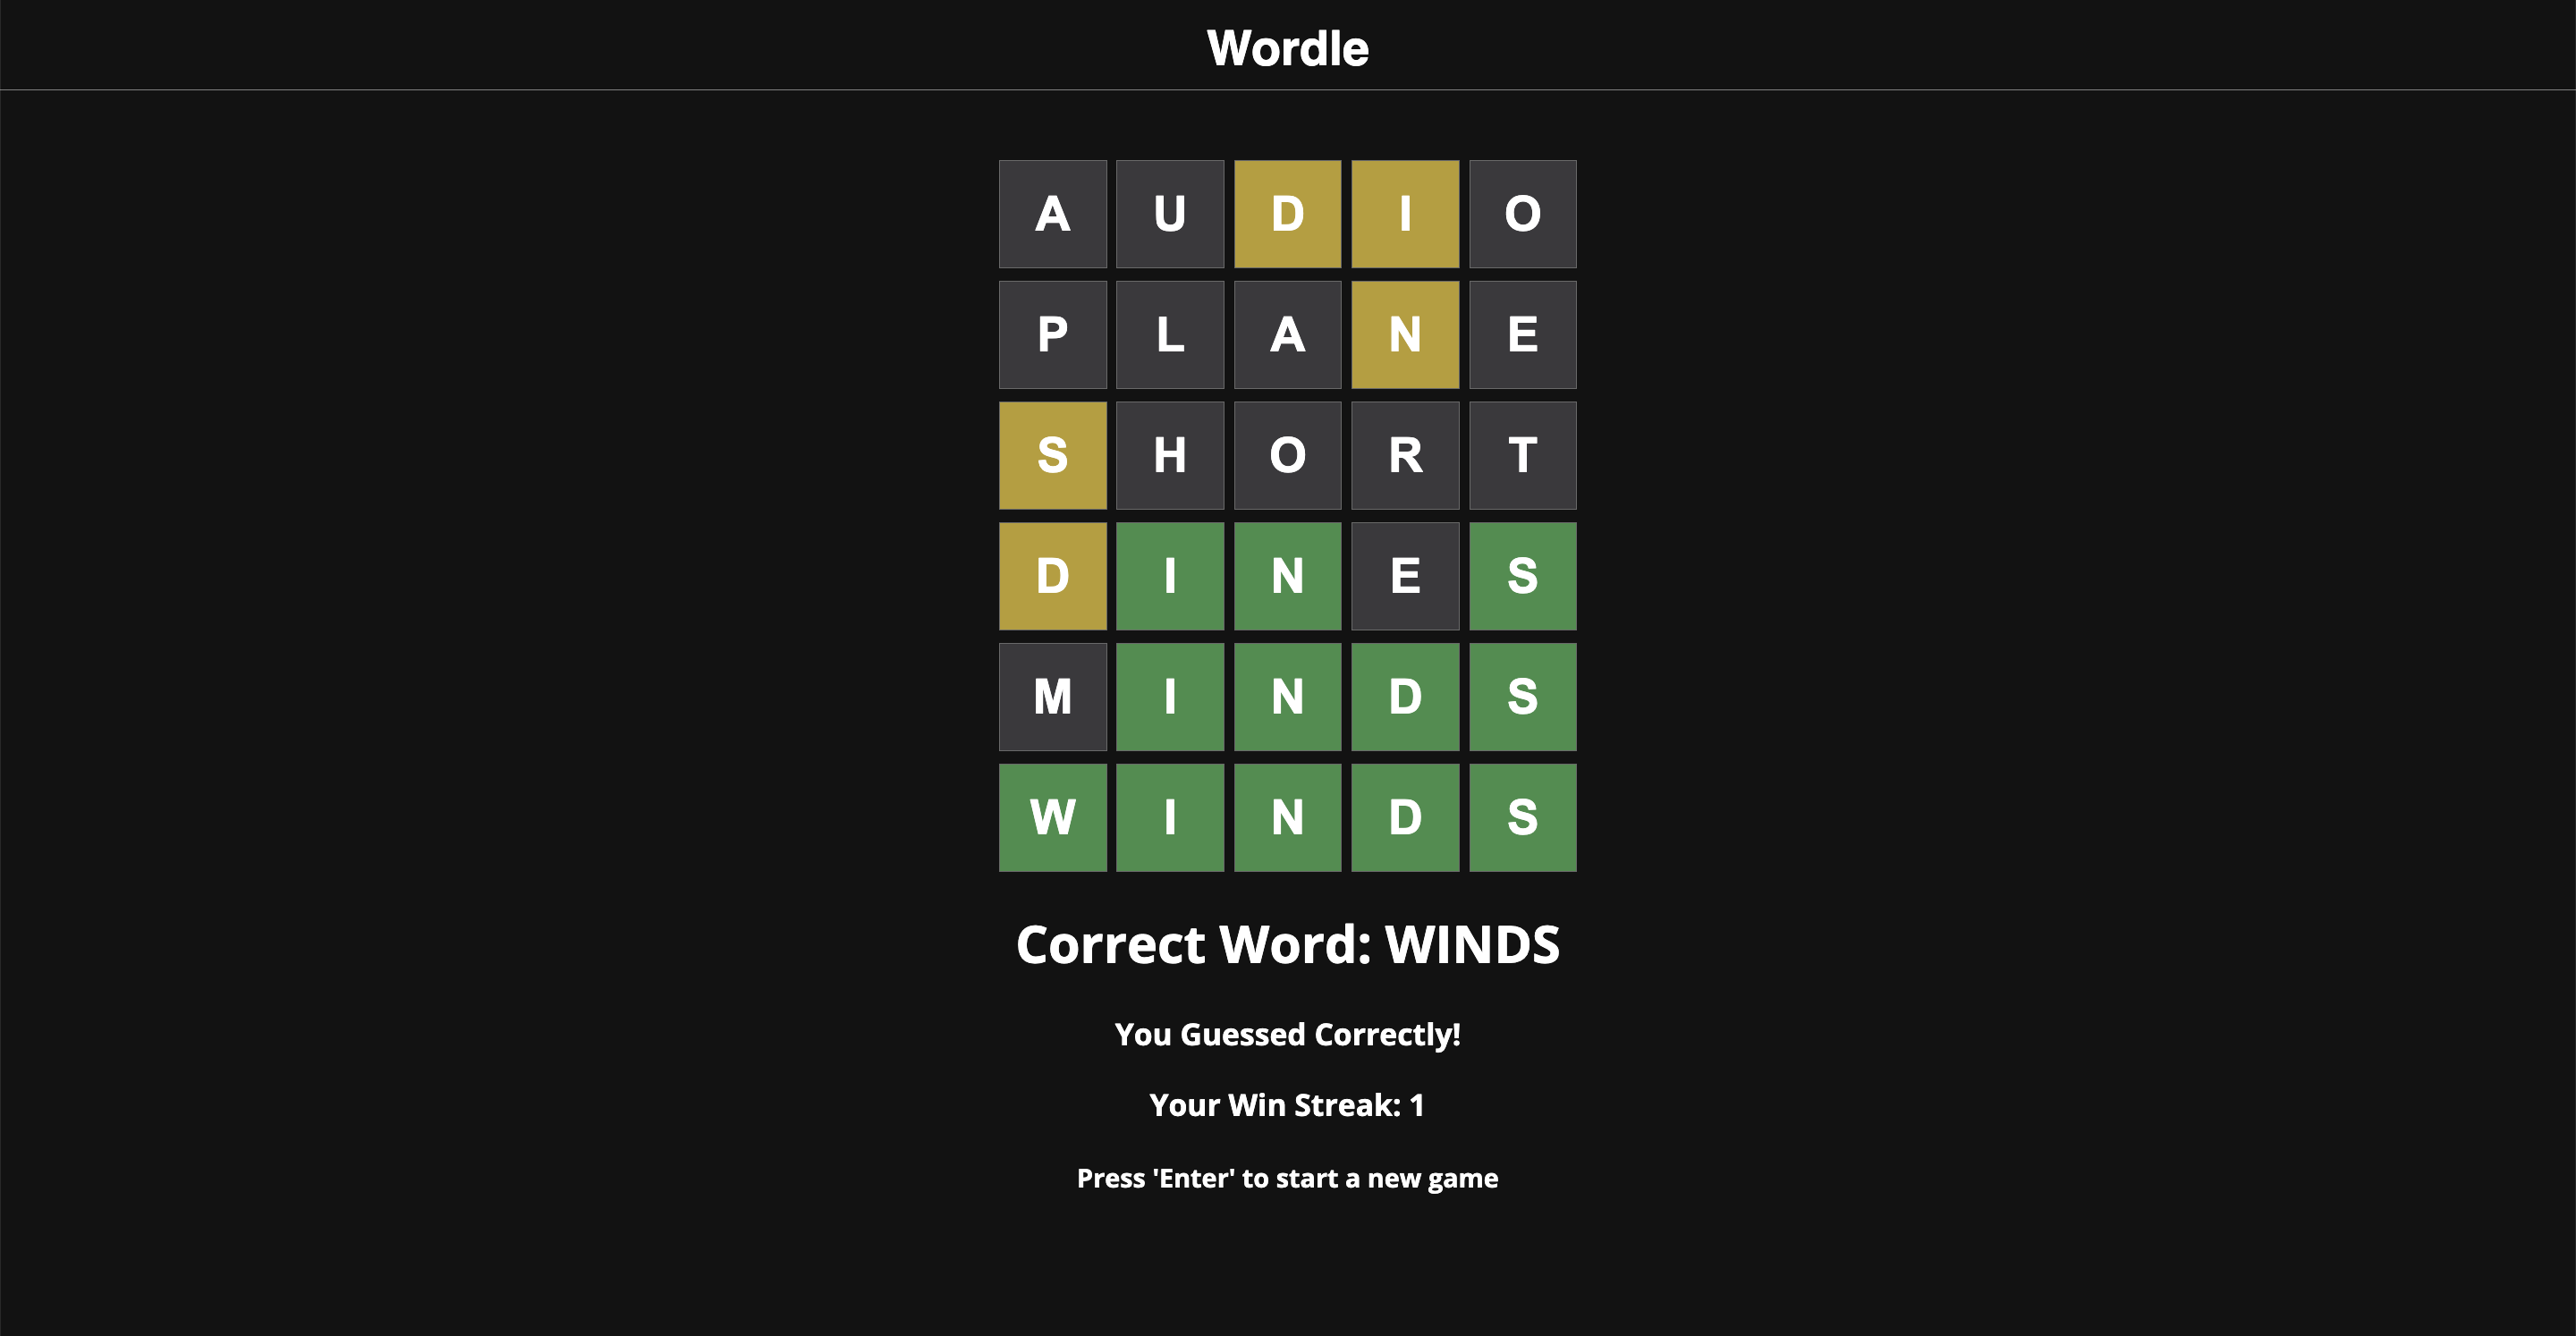 Wordle
A U D I O
P L A N E
S H O R T
D I N E S
M I N D S
W I N D S
Correct Word: WINDS
You Guessed Correctly!
Your Win Streak: 1
Press 'Enter' to start a new game